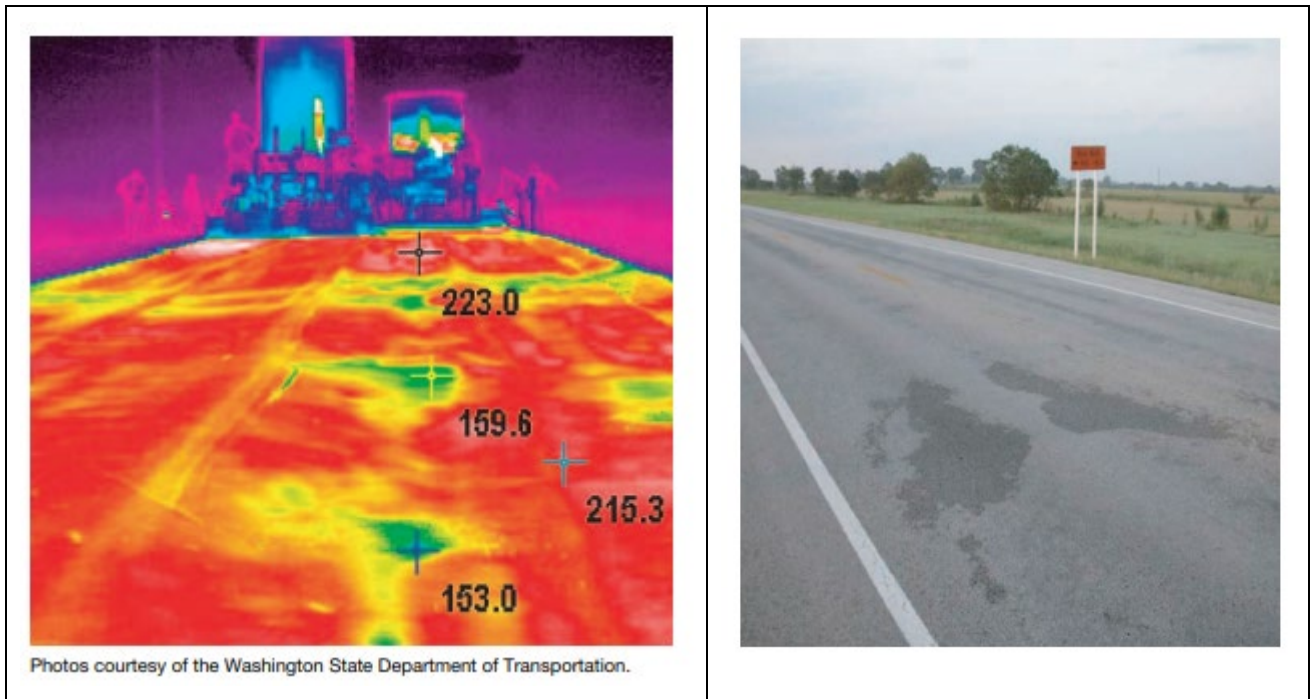 223.0
159.6
215.3
153.0
Photos courtesy of the Washington State Department of Transportation.